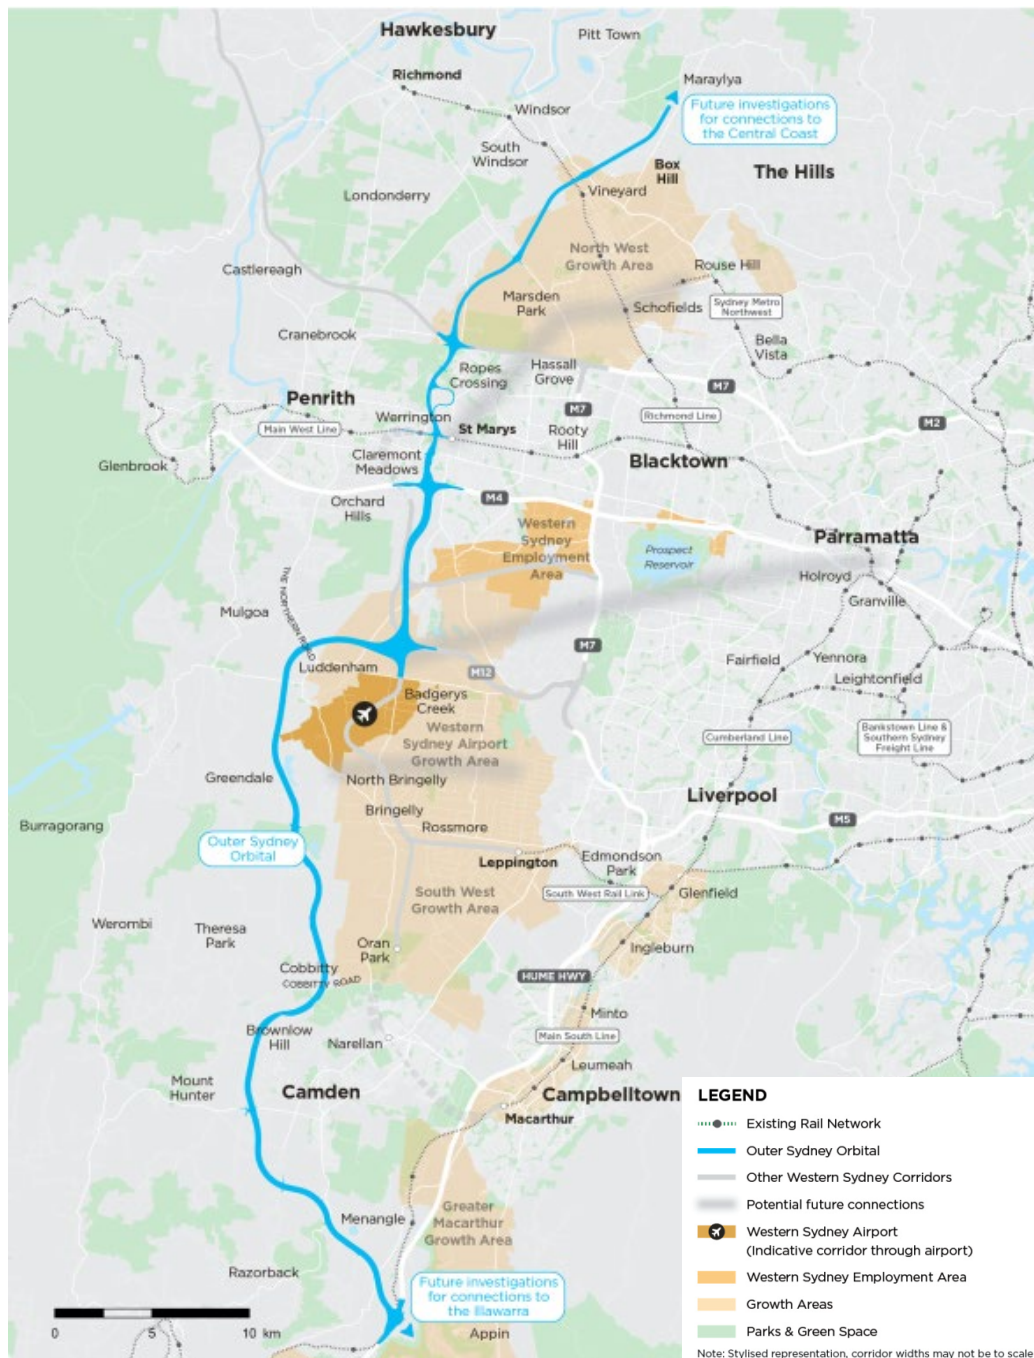 Hawkesbury
Pitt Town
Richmond
Maraylya
Future investigations
for connections to
the Central Coast
Windsor
South
Windsor
Box
Hill
The Hills
Vineyard
Londonderry
North West
Growth Area
Rouse Hill
Castlereagh
Marsden
Park
Schofields
Sydney Metro
Northwest
Cranebrook
Bella
Vista
Ropes
Crossing
Hassall
Grove
M7
Penrith
M7
Richmond Line
Werrington
M2
Main West Line
St Marys
Rooty
Hill
Claremont
Meadows
Glenbrook
Blacktown
Orchard
Hills
M4
Western
Sydney
Employment
Area
Parramatta
Prospect
Reservoir
Holroyd
THE NORTHERN ROAD
Granville
Mulgoa
M7
Fairfield
Yennora
Luddenham
M12
Leightonfield
Badgerys
Creek
Western
Sydney Airport
Growth Area
Cumberland Line
Bankstown Line &
Southern Sydney
Freight Line
Greendale
North Bringelly
Liverpool
Bringelly
Burragorang
Rossmore
M5
Outer Sydney
Orbital
Leppington
Edmondson
Park
South West
Growth Area
South West Rail Link
Glenfield
Werombi
Theresa
Park
Oran
Park
Ingleburn
Cobbitty
COBBITTY ROAD
HUME HWY
Minto
Brownlow
Hill
Narellan
Main South Line
Leumeah
Mount
Hunter
Camden
Campbelltown
Macarthur
LEGEND
Existing Rail Network
Outer Sydney Orbital
Other Western Sydney Corridors
Potential future connections
Western Sydney Airport
(Indicative corridor through airport)
Western Sydney Employment Area
Growth Areas
Parks & Green Space
Note: Stylised representation, corridor widths may not be to scale
Greater
Macarthur
Growth Area
Menangle
Razorback
Future investigations
for connections to
the Illawarra
Appin
0 5 10 km